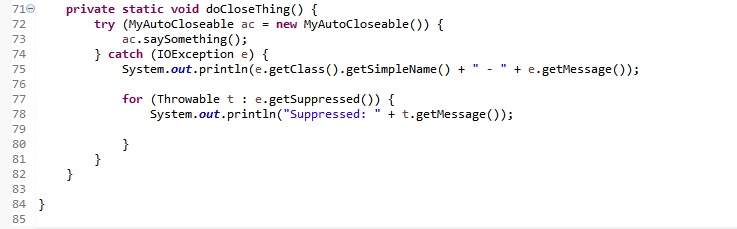 71 private static void doCloseThing() {
72     try (MyAutoCloseable ac = new MyAutoCloseable()) {
73         ac.saySomething();
74     } catch (IOException e) {
75         System.out.println(e.getClass().getSimpleName() + " - " + e.getMessage());
76
77         for (Throwable t : e.getSuppressed()) {
78             System.out.println("Suppressed: " + t.getMessage());
79
80         }
81     }
82 }
83
84 }
85